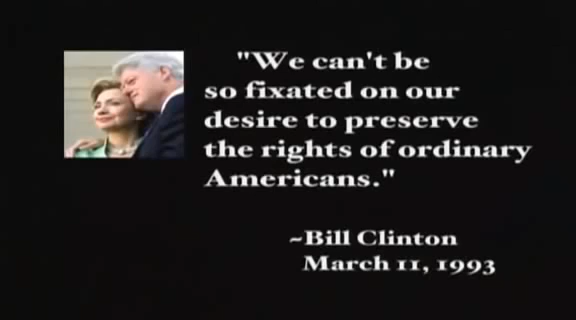 "We can't be
so fixated on our
desire to preserve
the rights of ordinary
Americans."
~Bill Clinton
March 11, 1993